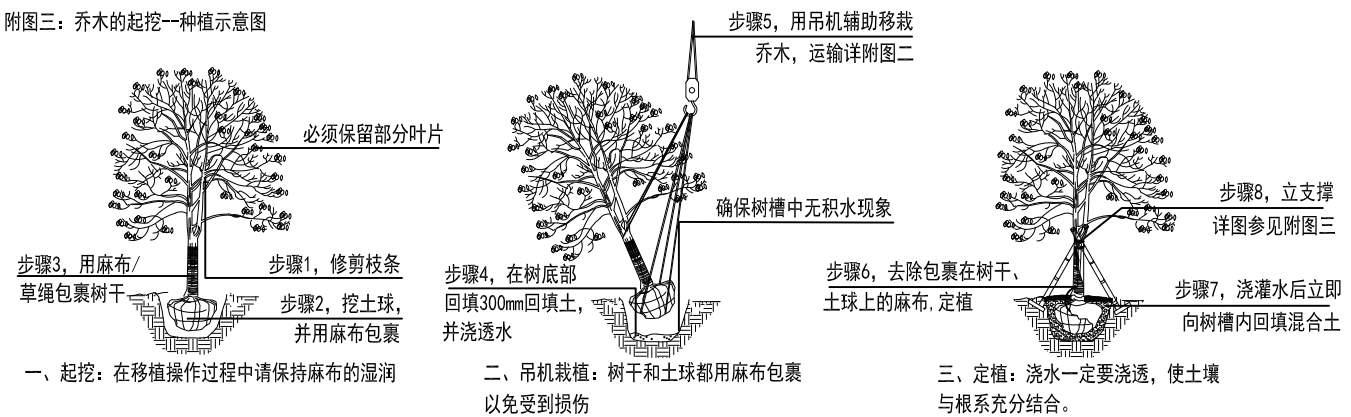 附图三：乔木的起挖--种植示意图
必须保留部分叶片
步骤3，用麻布/
草绳包裹树干
步骤1，修剪枝条
步骤2，挖土球，
并用麻布包裹
一、起挖：在移植操作过程中请保持麻布的湿润
步骤5，用吊机辅助移栽
乔木，运输详附图二
确保树槽中无积水现象
步骤4，在树底部
回填300mm回填土，
并浇透水
二、吊机栽植：树干和土球都用麻布包裹
以免受到损伤
步骤8，立支撑
详图参见附图三
步骤6，去除包裹在树干、
土球上的麻布,定植
步骤7，浇灌水后立即
向树槽内回填混合土
三、定植：浇水一定要浇透，使土壤
与根系充分结合。